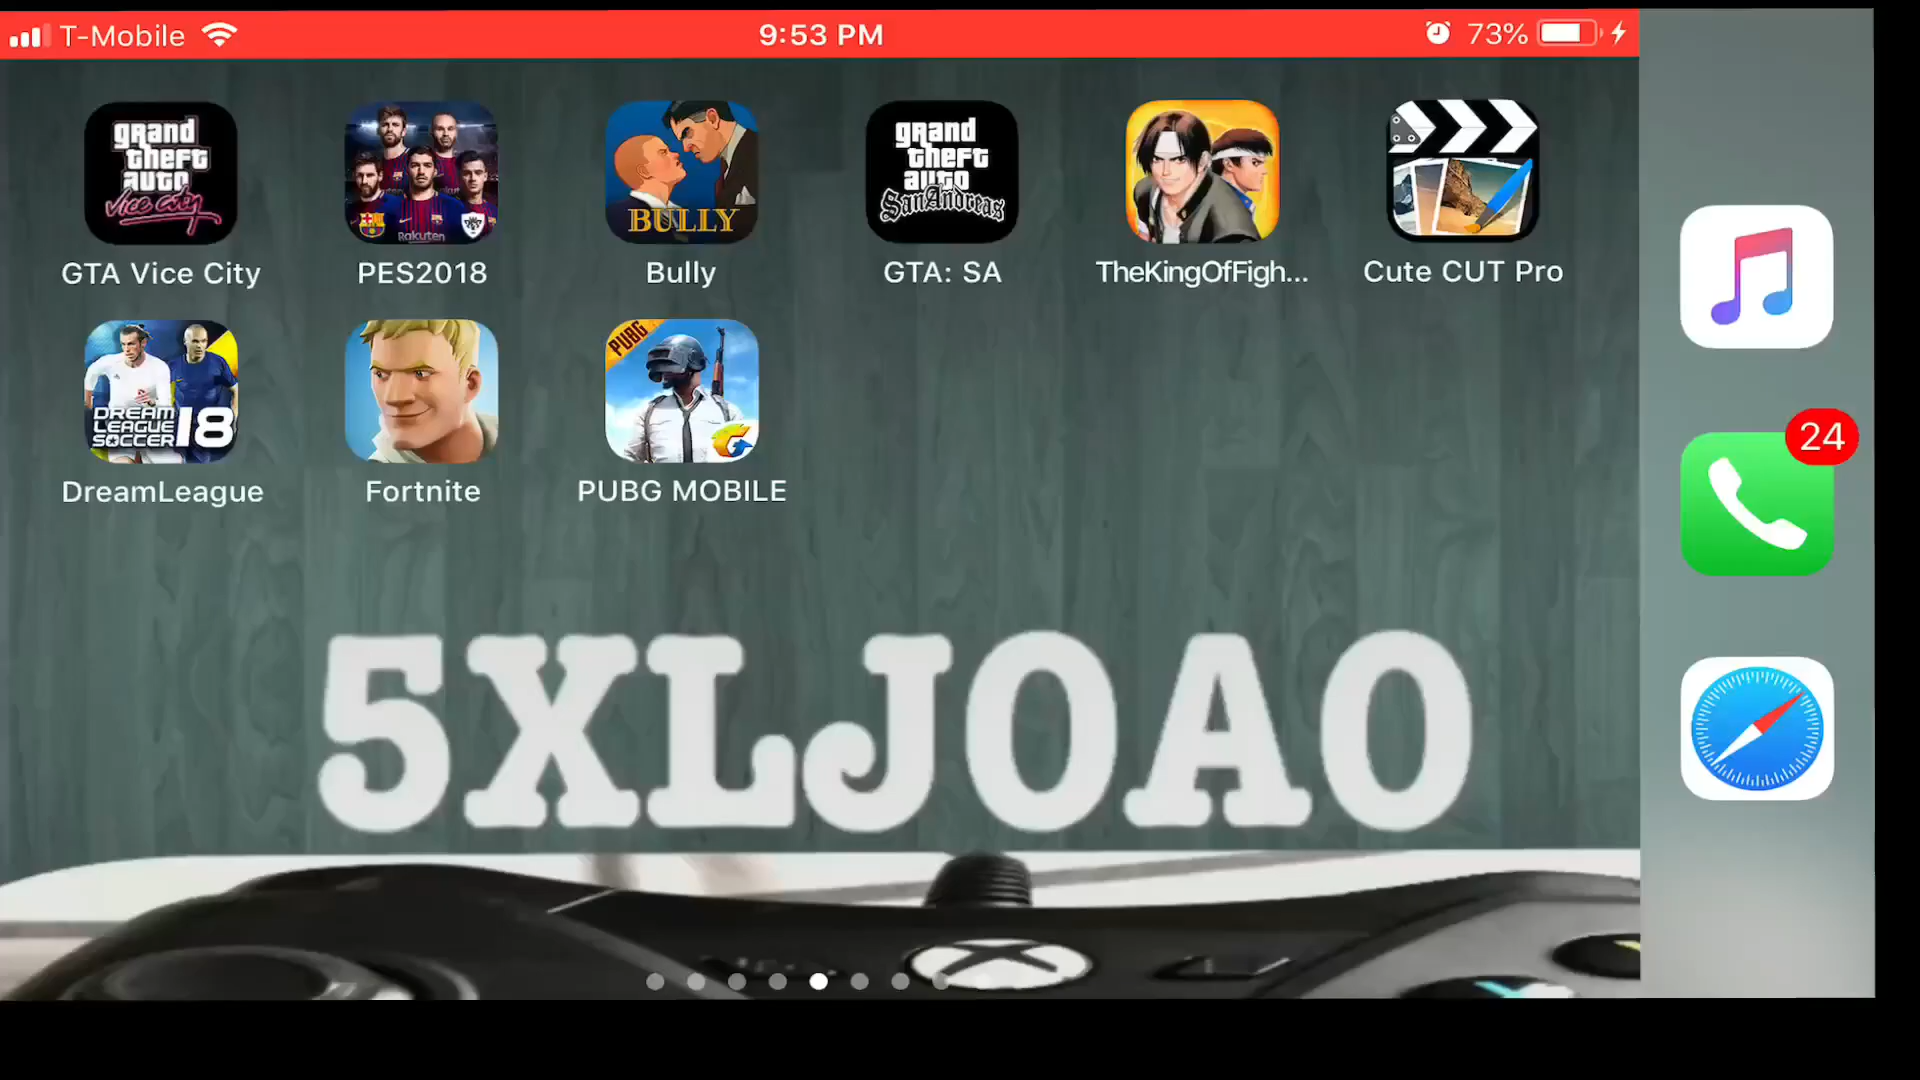 T-Mobile 9:53 PM 73%
grand theft auto Vice City
Rakuten
BULLY
grand theft auto San Andreas
GTA Vice City PES2018 Bully GTA: SA TheKingOfFigh... Cute CUT Pro
DREAM LEAGUE SOCCER 18
PUBG
24
DreamLeague Fortnite PUBG MOBILE
5XLJOAO